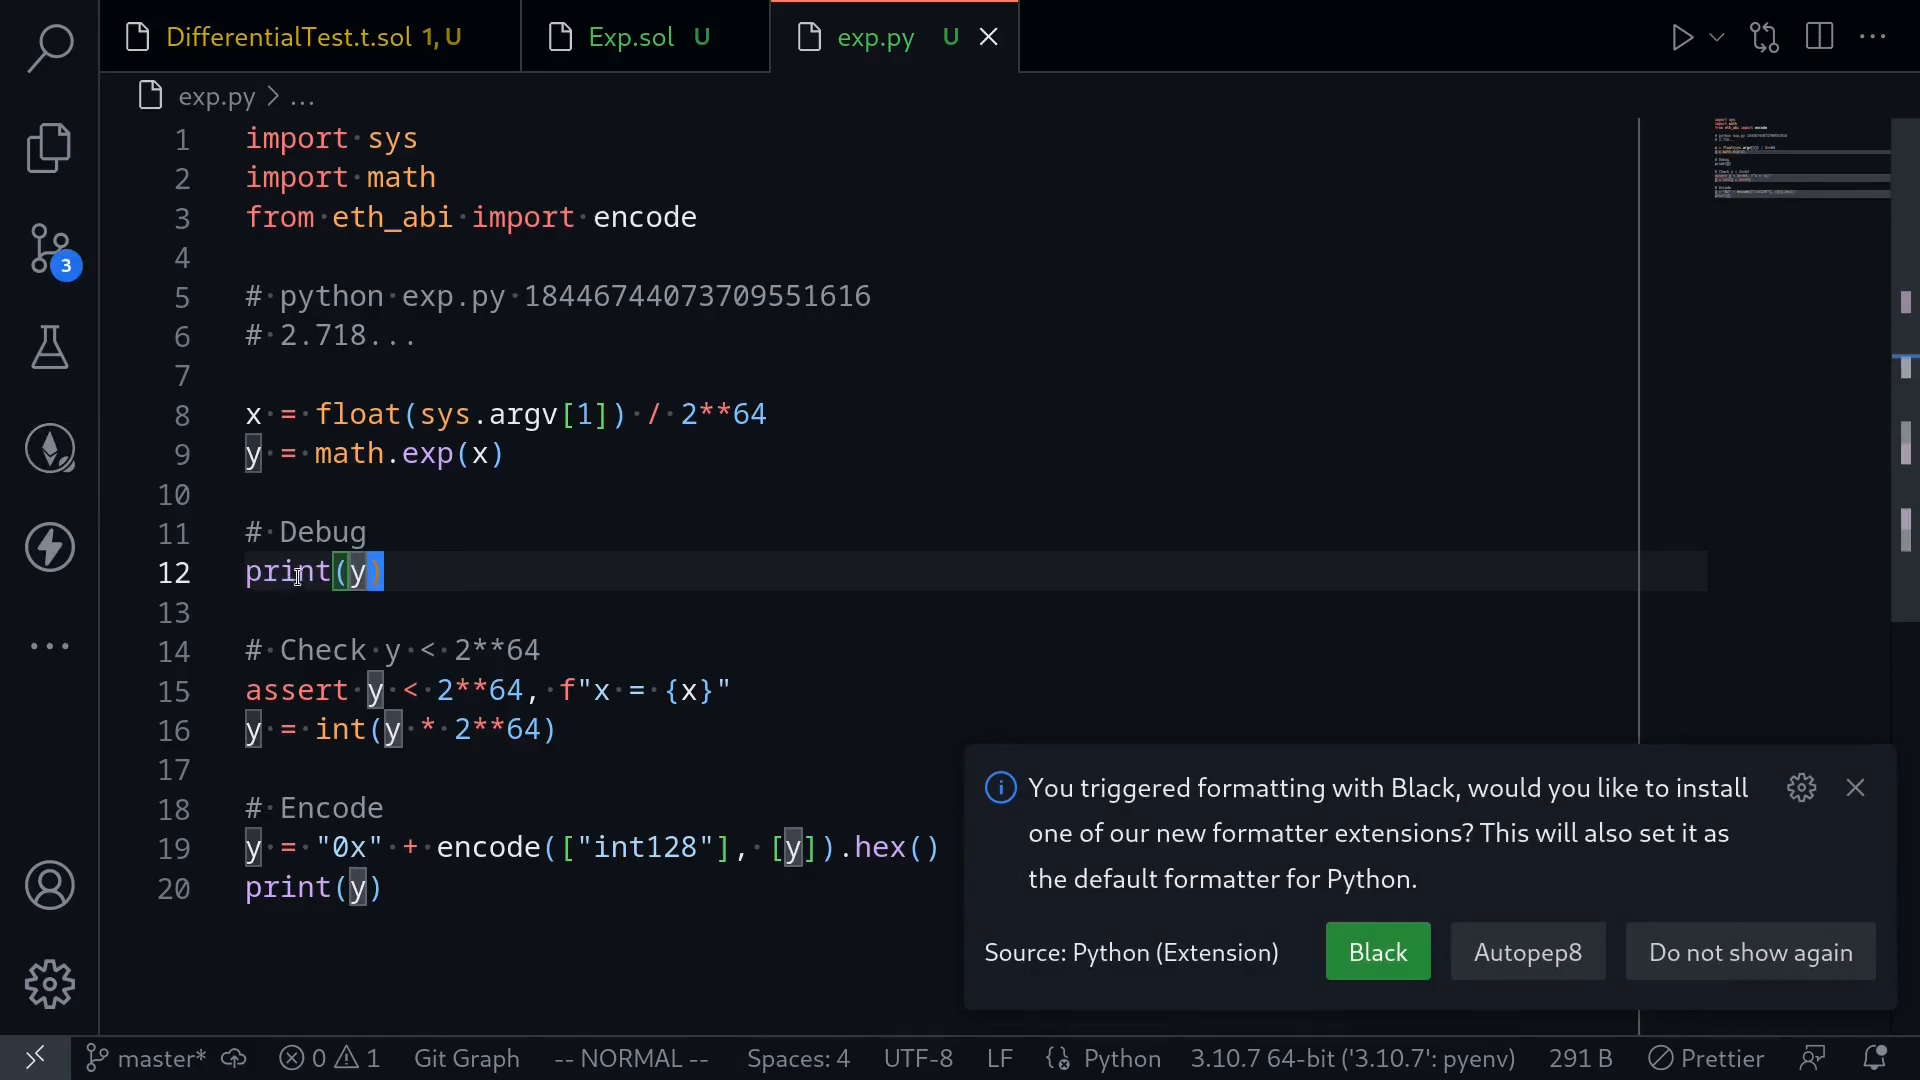 DifferentialTest.t.sol 1, U
Exp.sol U
exp.py U
exp.py > ...
1 import sys
2 import math
3 from eth_abi import encode
4
5 # python exp.py 18446744073709551616
6 # 2.718...
7
8 x = float(sys.argv[1]) / 2**64
9 y = math.exp(x)
10
11 # Debug
12 print(y)
13
14 # Check y < 2**64
15 assert y < 2**64, f"x = {x}"
16 y = int(y * 2**64)
17
18 # Encode
19 y = "0x" + encode(["int128"], [y]).hex()
20 print(y)
3
You triggered formatting with Black, would you like to install
one of our new formatter extensions? This will also set it as
the default formatter for Python.
Source: Python (Extension)
Black
Autopep8
Do not show again
master* 0 1 Git Graph -- NORMAL -- Spaces: 4 UTF-8 LF Python 3.10.7 64-bit ('3.10.7': pyenv) 291 B Prettier